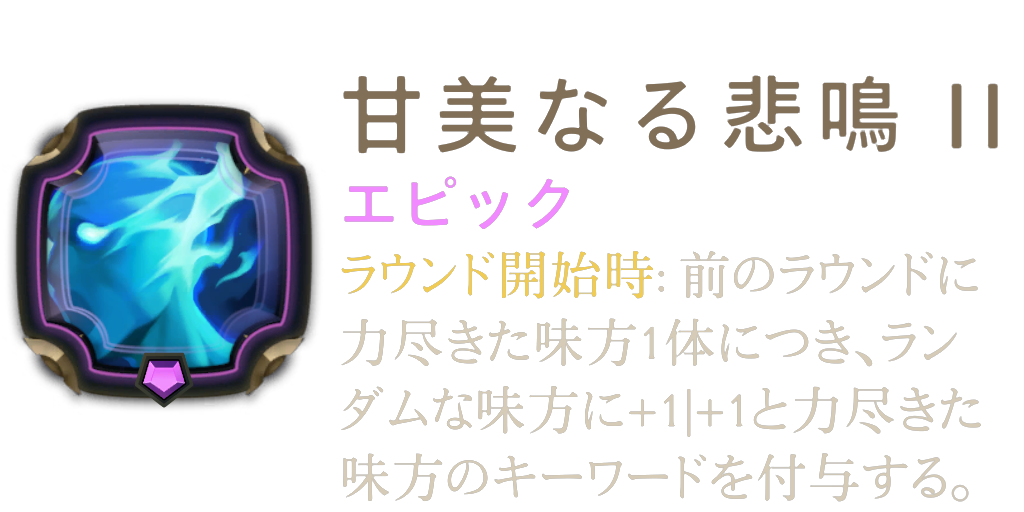 甘美なる悲鳴 II
エピック
ラウンド開始時: 前のラウンドに
力尽きた味方1体につき、ラン
ダムな味方に+1|+1と力尽きた
味方のキーワードを付与する。